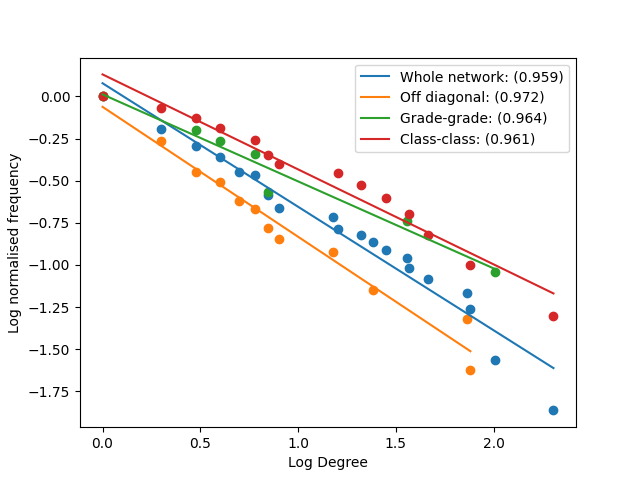 Whole network: (0.959)
Off diagonal: (0.972)
Grade-grade: (0.964)
Class-class: (0.961)
0.00
−0.25
−0.50
−0.75
−1.00
−1.25
−1.50
−1.75
Log normalised frequency
0.0 0.5 1.0 1.5 2.0
Log Degree